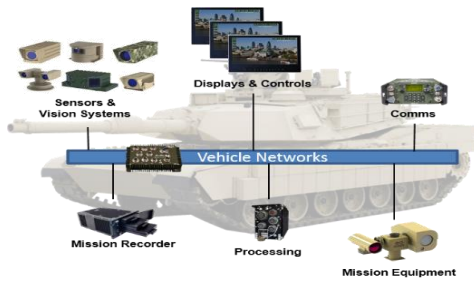 Displays & Controls
Sensors &
Vision Systems
Comms
Vehicle Networks
Mission Recorder
Processing
Mission Equipment